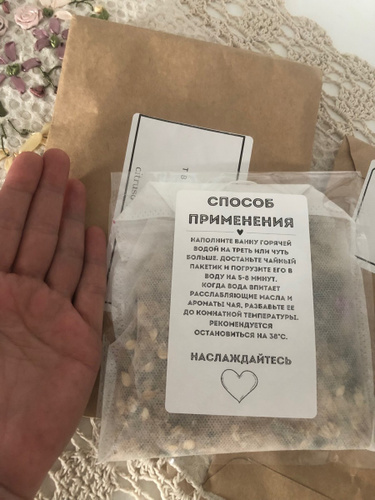 СПОСОБ
ПРИМЕНЕНИЯ
НАПОЛНИТЕ ВАННУ ГОРЯЧЕЙ
ВОДОЙ НА ТРЕТЬ ИЛИ ЧУТЬ
БОЛЬШЕ. ДОСТАНЬТЕ ЧАЙНЫЙ
ПАКЕТИК И ПОГРУЗИТЕ ЕГО В
ВОДУ НА 5-8 МИНУТ.
КОГДА ВОДА ВПИТАЕТ
РАССЛАБЛЯЮЩИЕ МАСЛА И
АРОМАТЫ ЧАЯ, РАЗБАВЬТЕ ЕЕ
ДО КОМНАТНОЙ ТЕМПЕРАТУРЫ.
РЕКОМЕНДУЕТСЯ
ОСТАНОВИТЬСЯ НА 38°С.
НАСЛАЖДАЙТЕСЬ